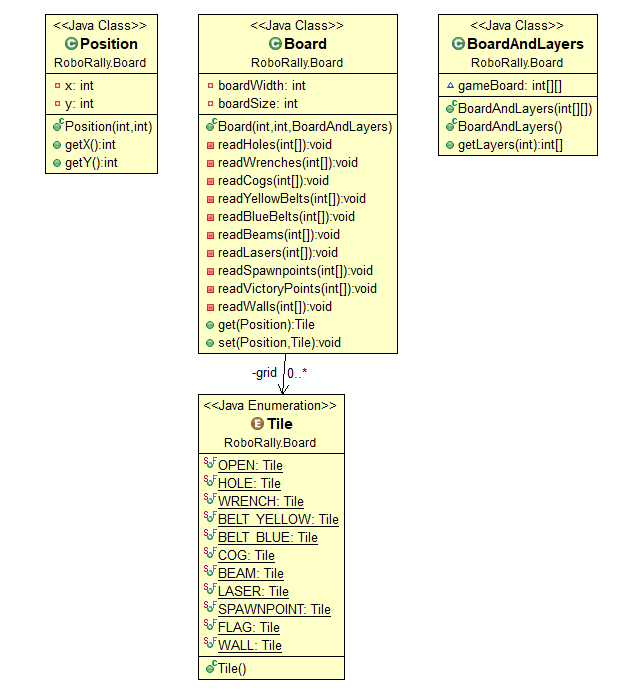 <<Java Class>>
Position
RoboRally.Board
x: int
y: int
Position(int,int)
getX():int
getY():int
<<Java Class>>
Board
RoboRally.Board
boardWidth: int
boardSize: int
Board(int,int,BoardAndLayers)
readHoles(int[]):void
readWrenches(int[]):void
readCogs(int[]):void
readYellowBelts(int[]):void
readBlueBelts(int[]):void
readBeams(int[]):void
readLasers(int[]):void
readSpawnpoints(int[]):void
readVictoryPoints(int[]):void
readWalls(int[]):void
get(Position):Tile
set(Position,Tile):void
<<Java Class>>
BoardAndLayers
RoboRally.Board
gameBoard: int[][]
BoardAndLayers(int[][])
BoardAndLayers()
getLayers(int):int[]
-grid 0..*
<<Java Enumeration>>
Tile
RoboRally.Board
OPEN: Tile
HOLE: Tile
WRENCH: Tile
BELT_YELLOW: Tile
BELT_BLUE: Tile
COG: Tile
BEAM: Tile
LASER: Tile
SPAWNPOINT: Tile
FLAG: Tile
WALL: Tile
Tile()